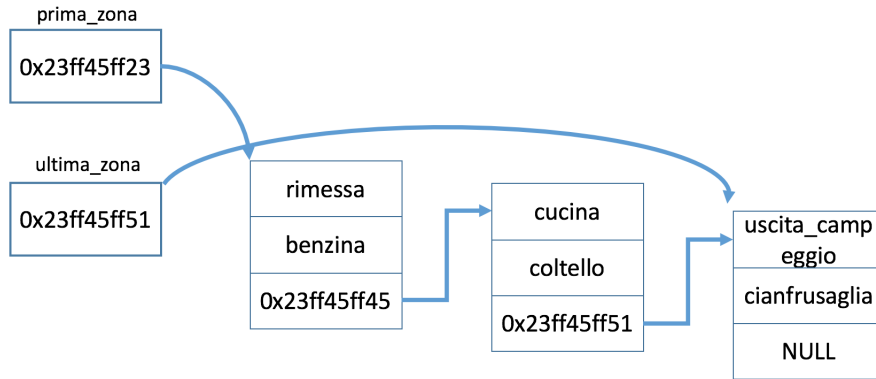 prima_zona
0x23ff45ff23
ultima_zona
0x23ff45ff51
rimessa
benzina
0x23ff45ff45
cucina
coltello
0x23ff45ff51
uscita_camp
eggio
cianfrusaglia
NULL